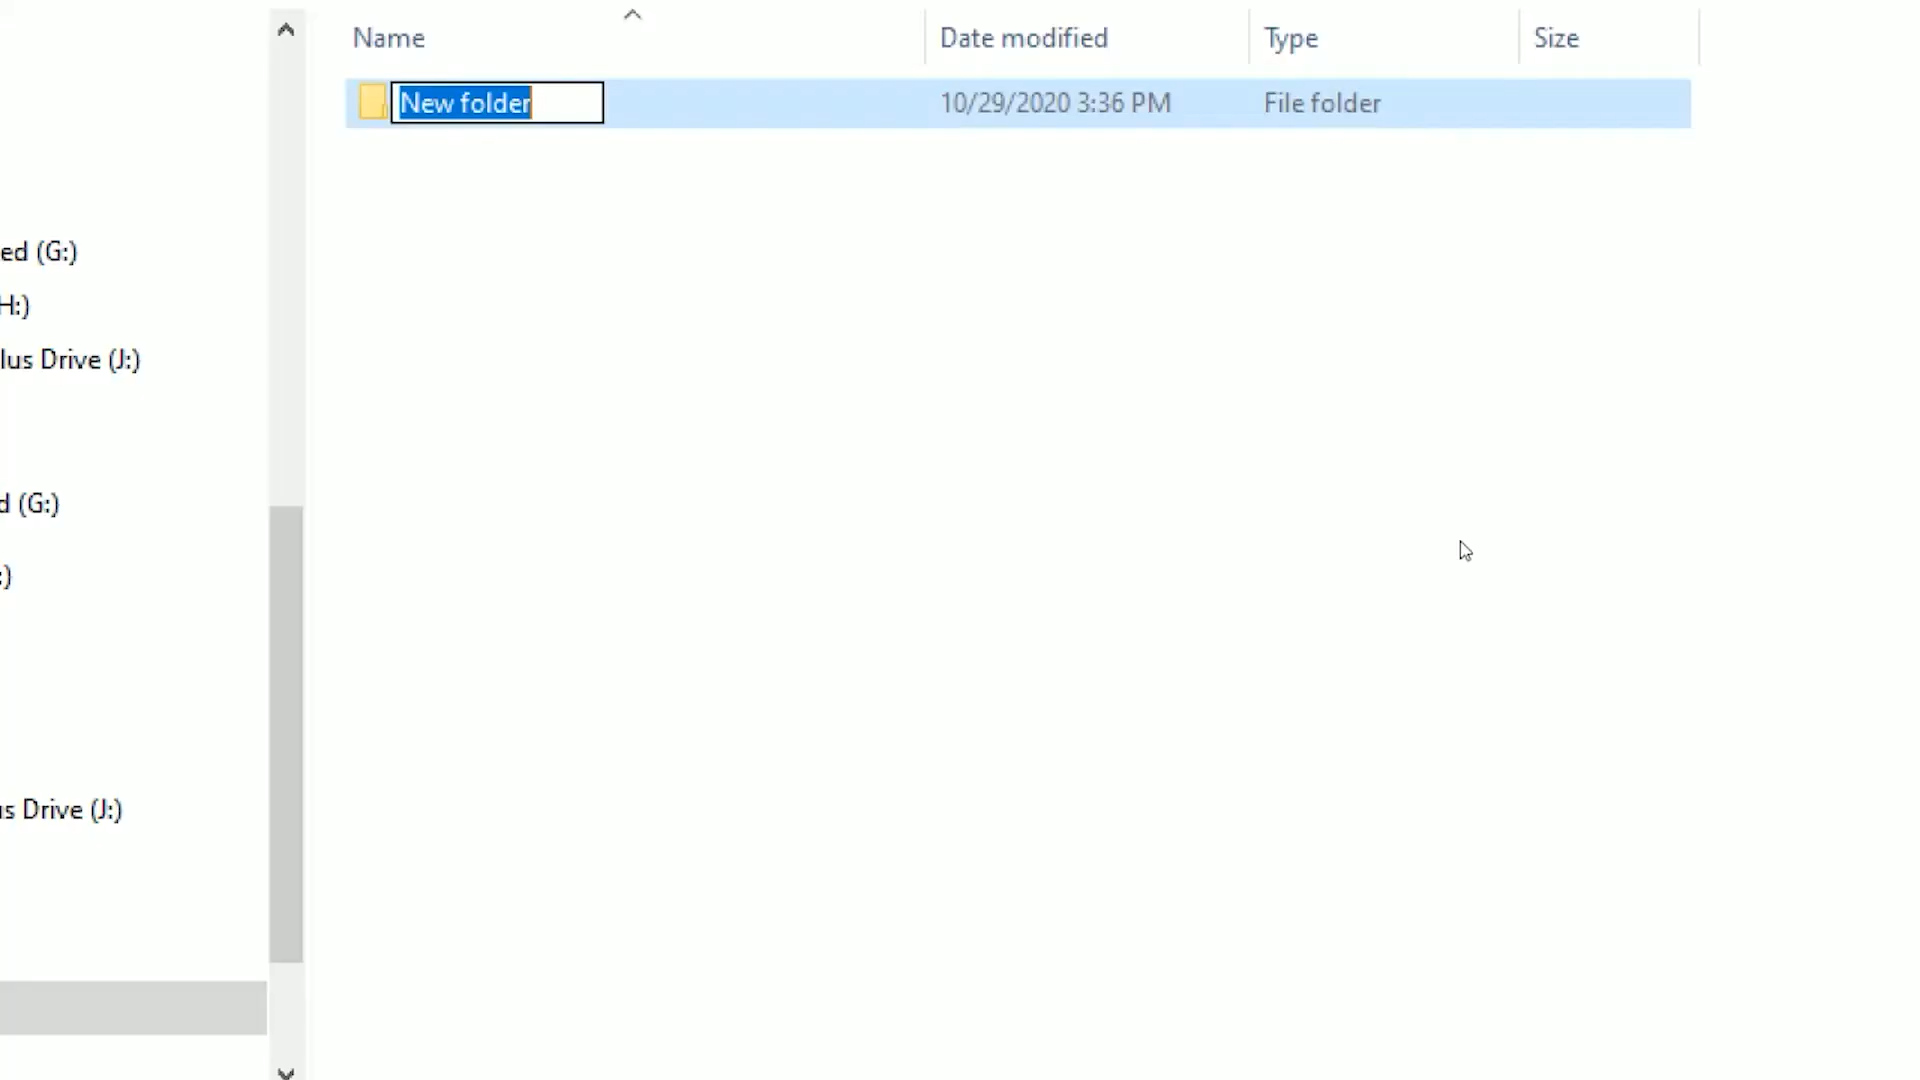 Name Date modified Type Size
New folder 10/29/2020 3:36 PM File folder
ed (G:)
H:)
lus Drive (J:)
d (G:)
:)
us Drive (J:)